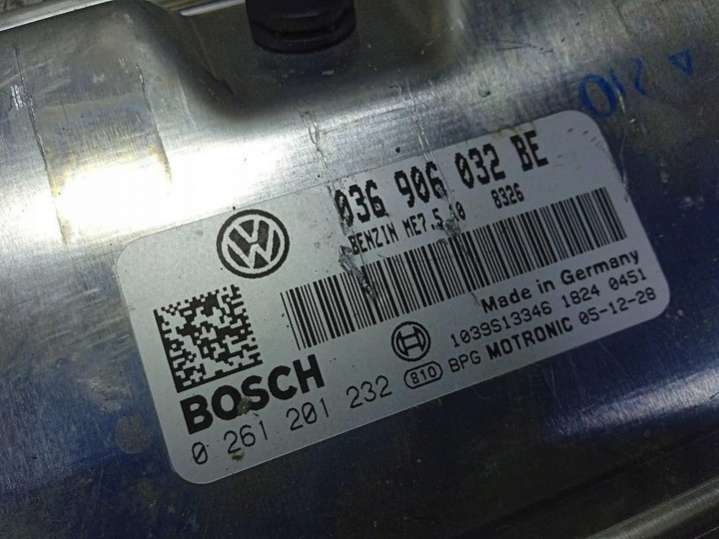 210 A
036 906 032 BE
BENZIN ME7.5.10 8326
Made in Germany
1039S13346 1824 0451
BOSCH 810 BPG MOTRONIC 05-12-28
0 261 201 232